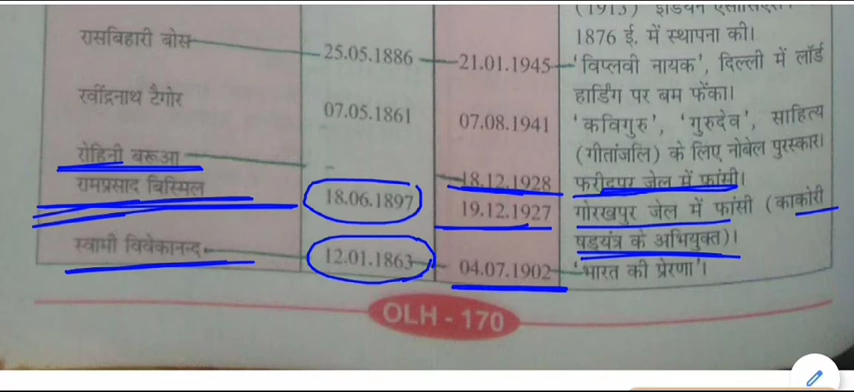 (1913) इंडियन एसोसिएशन
रासबिहारी बोस 25.05.1886 21.01.1945 1876 ई. में स्थापना की।
'विप्लवी नायक', दिल्ली में लॉर्ड
हार्डिंग पर बम फेंका।
रवींद्रनाथ टैगोर 07.05.1861 07.08.1941 'कविगुरु', 'गुरुदेव', साहित्य
(गीतांजलि) के लिए नोबेल पुरस्कार।
रोहिनी बरूआ - 18.12.1928 फरीदपुर जेल में फांसी।
रामप्रसाद बिस्मिल 18.06.1897 19.12.1927 गोरखपुर जेल में फांसी (काकोरी
षड्यंत्र के अभियुक्त)।
स्वामी विवेकानन्द 12.01.1863 04.07.1902 'भारत की प्रेरणा'।
OLH - 170